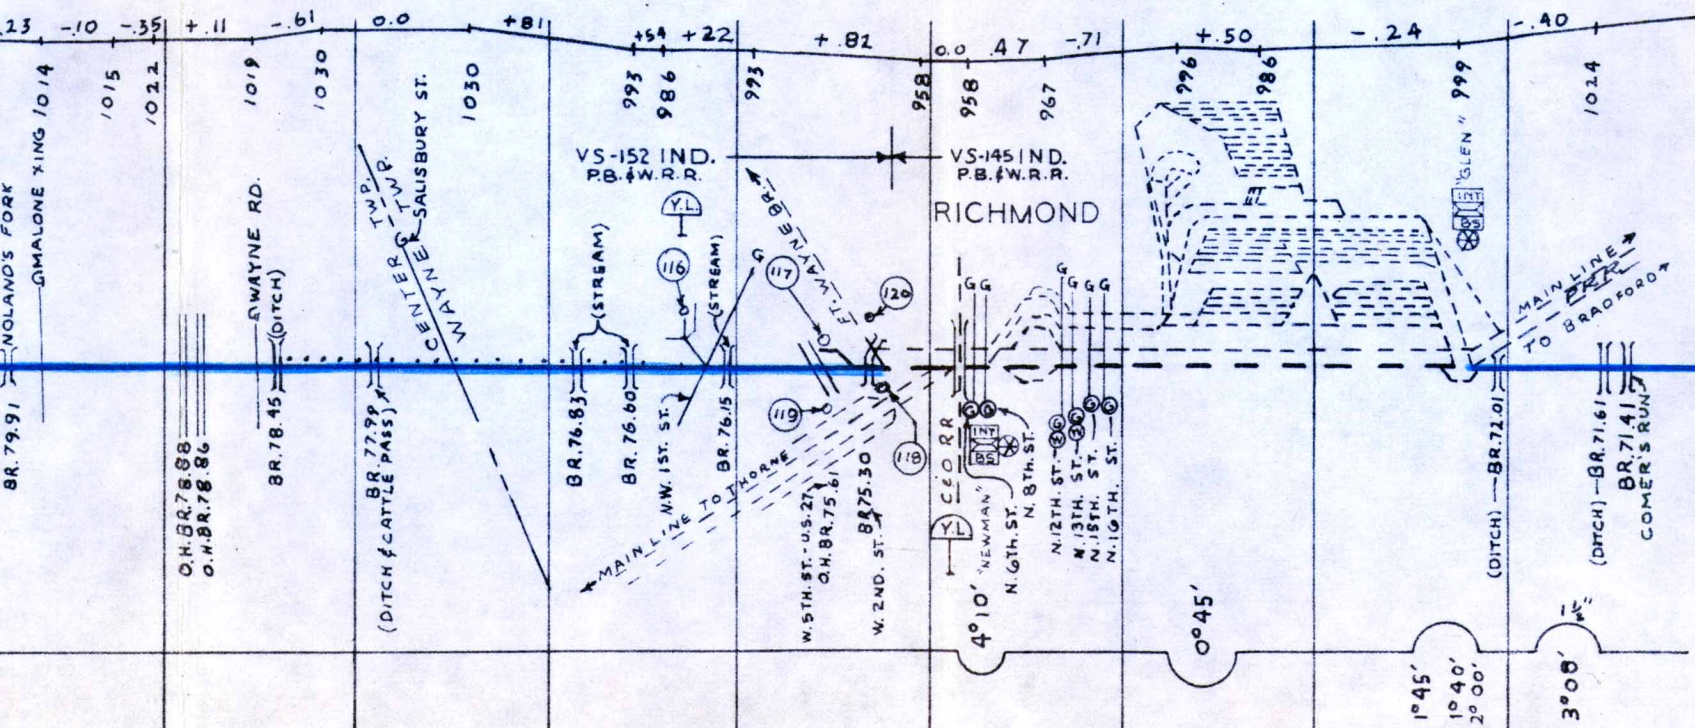 .23 -.10 -.35 +.11 -.61 0.0 +81 +54 +22 +.82 0.0 .47 -.71 +.50 -.24 -.40
1014 1015 1022 1019 1030 1030 993 986 993 958 958 967 996 986 999 1024
NOLAND'S FORK
MALONE XING
WAYNE RD.
CENTER TWP.
WAYNE TWP.
SALISBURY ST.
VS-152 IND.
P.B.&W.R.R.
VS-145 IND.
P.B.&W.R.R.
RICHMOND
Y.L
116
117
120
119
118
(STREAM)
(STREAM)
G
FT. WAYNE BR.
G G G G G G
"GLEN"
MAIN LINE
PRR
TO BRADFORD
(DITCH)
BR. 79.91
O.H.BR.78.88
O.H.BR.78.86
BR.78.45
BR.77.99
(DITCH & CATTLE PASS)
BR.76.83
BR.76.60
N.W. 1ST. ST.
BR.76.15
MAIN LINE TO THORNE
W. 5TH. ST.-U.S.27
O.H.BR.75.61
BR.75.30
W. 2ND. ST.
C&O RR
Y.L
INT
BS
"NEWMAN"
N. 6TH. ST.
N. 8TH. ST.
N.12TH. ST.
N.13TH. ST.
N.15TH. ST.
N.16TH. ST.
(DITCH)—BR.72.01
(DITCH)—BR.71.61
BR.71.41
COMER'S RUN
4°10'
0°45'
1°45'
1°40'
2°00'
3°08'